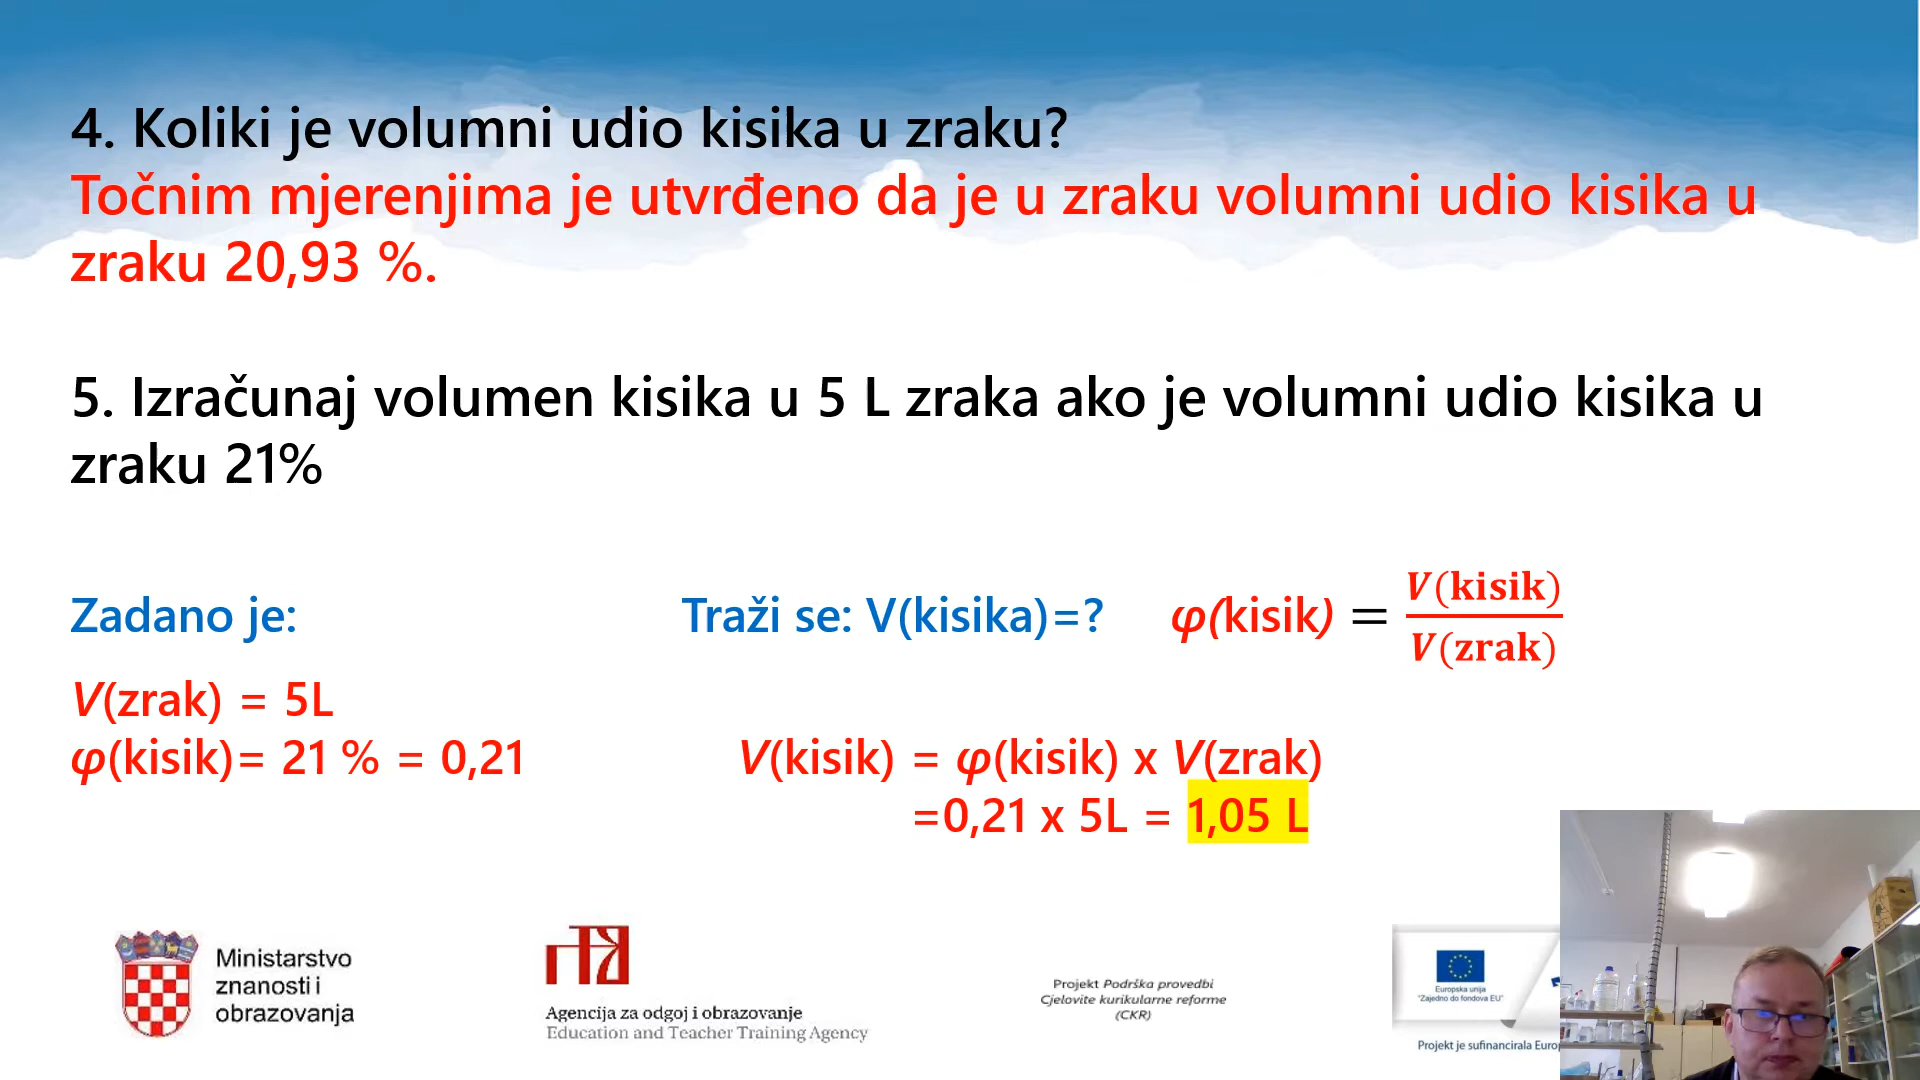 4. Koliki je volumni udio kisika u zraku?
Točnim mjerenjima je utvrđeno da je u zraku volumni udio kisika u
zraku 20,93 %.
5. Izračunaj volumen kisika u 5 L zraka ako je volumni udio kisika u
zraku 21%
Zadano je:
Traži se: V(kisika)=?
φ(kisik) = V(kisik) / V(zrak)
V(zrak) = 5L
φ(kisik)= 21 % = 0,21
V(kisik) = φ(kisik) x V(zrak)
=0,21 x 5L = 1,05 L
Ministarstvo
znanosti i
obrazovanja
Agencija za odgoj i obrazovanje
Education and Teacher Training Agency
Projekt Podrška provedbi
Cjelovite kurikularne reforme
(CKR)
Europska unija
"Zajedno do fondova EU"
Projekt je sufinancirala Euro